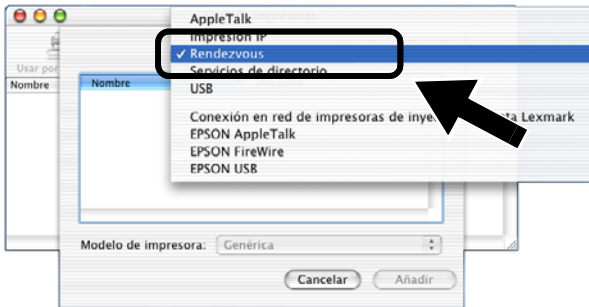 AppleTalk
Impresión IP
✓ Rendezvous
Servicios de directorio
USB
Conexión en red de impresoras de inye ta Lexmark
EPSON AppleTalk
EPSON FireWire
EPSON USB
Usar por
Nombre
Nombre
Modelo de impresora: Genérica
Cancelar Añadir